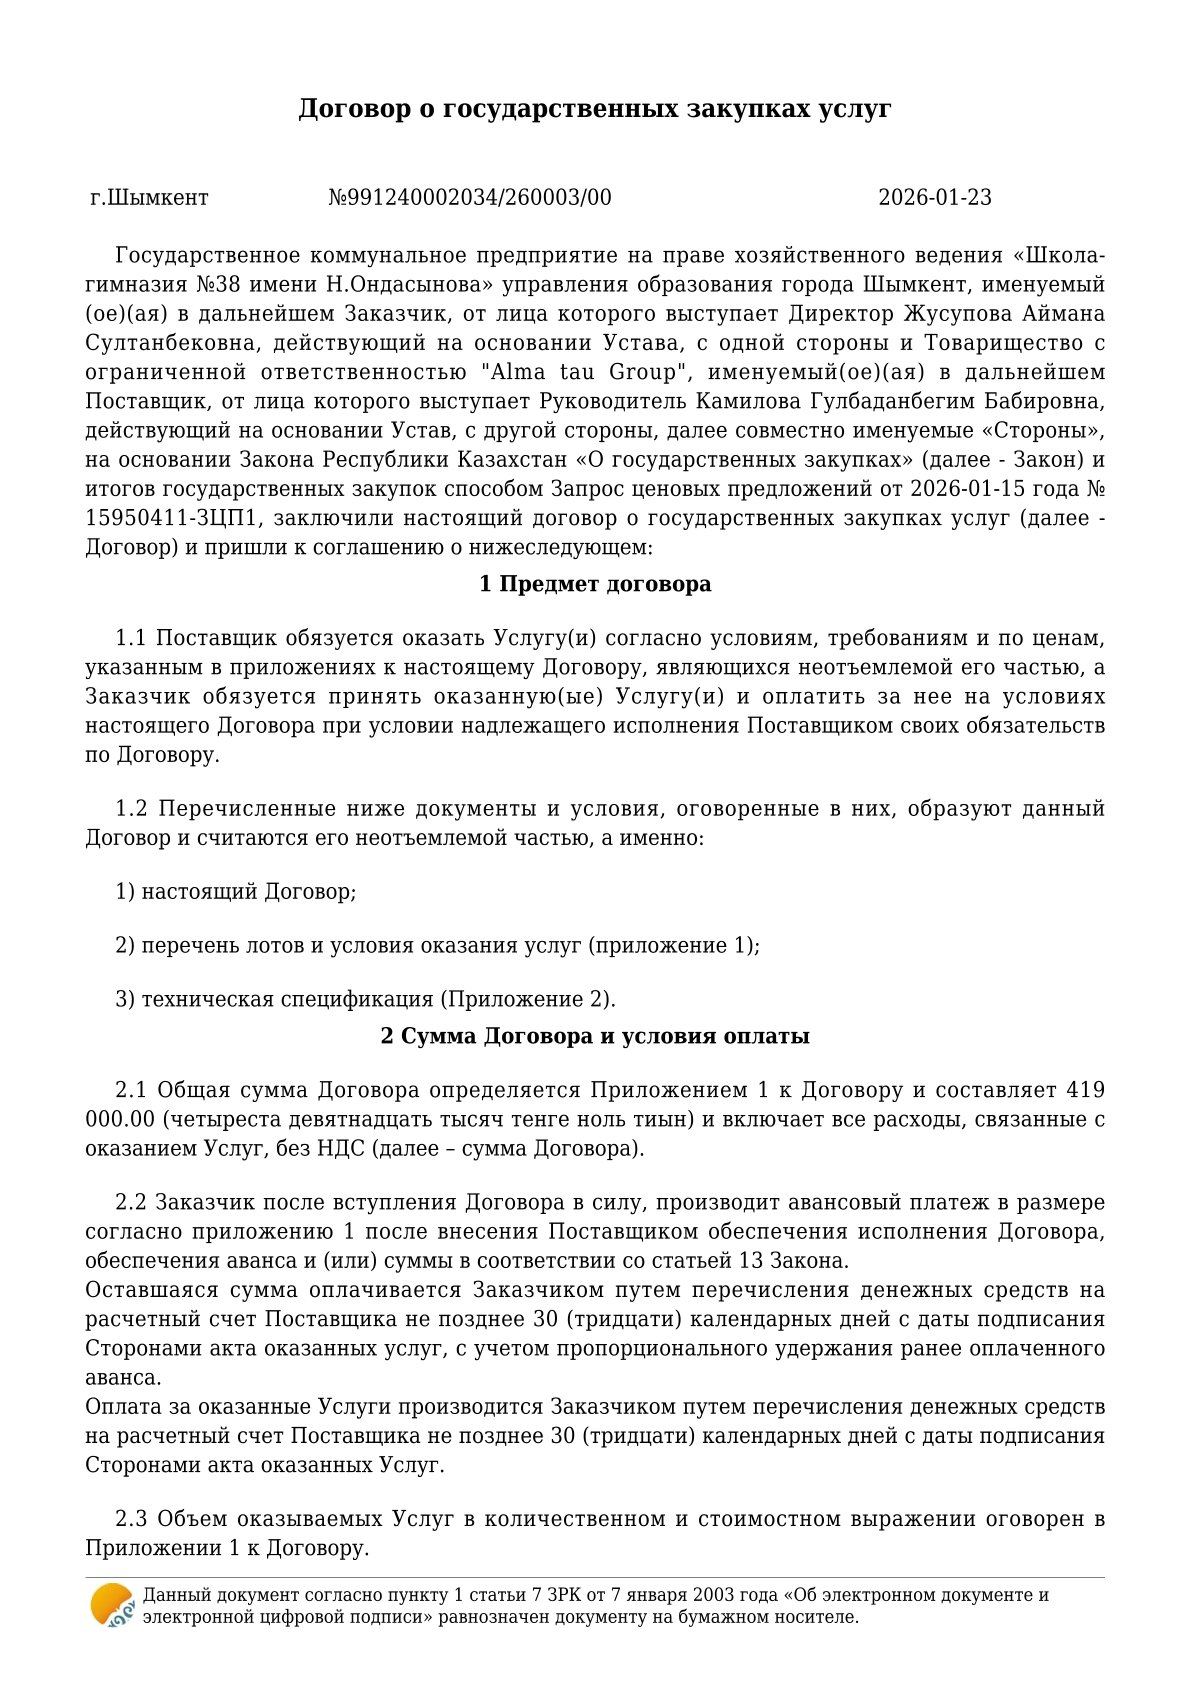 Договор о государственных закупках услуг
г.Шымкент №991240002034/260003/00 2026-01-23
Государственное коммунальное предприятие на праве хозяйственного ведения «Школа-
гимназия №38 имени Н.Ондасынова» управления образования города Шымкент, именуемый
(ое)(ая) в дальнейшем Заказчик, от лица которого выступает Директор Жусупова Аймана
Султанбековна, действующий на основании Устава, с одной стороны и Товарищество с
ограниченной ответственностью "Alma tau Group", именуемый(ое)(ая) в дальнейшем
Поставщик, от лица которого выступает Руководитель Камилова Гулбаданбегим Бабировна,
действующий на основании Устав, с другой стороны, далее совместно именуемые «Стороны»,
на основании Закона Республики Казахстан «О государственных закупках» (далее - Закон) и
итогов государственных закупок способом Запрос ценовых предложений от 2026-01-15 года №
15950411-ЗЦП1, заключили настоящий договор о государственных закупках услуг (далее -
Договор) и пришли к соглашению о нижеследующем:
1 Предмет договора
1.1 Поставщик обязуется оказать Услугу(и) согласно условиям, требованиям и по ценам,
указанным в приложениях к настоящему Договору, являющихся неотъемлемой его частью, а
Заказчик обязуется принять оказанную(ые) Услугу(и) и оплатить за нее на условиях
настоящего Договора при условии надлежащего исполнения Поставщиком своих обязательств
по Договору.
1.2 Перечисленные ниже документы и условия, оговоренные в них, образуют данный
Договор и считаются его неотъемлемой частью, а именно:
1) настоящий Договор;
2) перечень лотов и условия оказания услуг (приложение 1);
3) техническая спецификация (Приложение 2).
2 Сумма Договора и условия оплаты
2.1 Общая сумма Договора определяется Приложением 1 к Договору и составляет 419
000.00 (четыреста девятнадцать тысяч тенге ноль тиын) и включает все расходы, связанные с
оказанием Услуг, без НДС (далее – сумма Договора).
2.2 Заказчик после вступления Договора в силу, производит авансовый платеж в размере
согласно приложению 1 после внесения Поставщиком обеспечения исполнения Договора,
обеспечения аванса и (или) суммы в соответствии со статьей 13 Закона.
Оставшаяся сумма оплачивается Заказчиком путем перечисления денежных средств на
расчетный счет Поставщика не позднее 30 (тридцати) календарных дней с даты подписания
Сторонами акта оказанных услуг, с учетом пропорционального удержания ранее оплаченного
аванса.
Оплата за оказанные Услуги производится Заказчиком путем перечисления денежных средств
на расчетный счет Поставщика не позднее 30 (тридцати) календарных дней с даты подписания
Сторонами акта оказанных Услуг.
2.3 Объем оказываемых Услуг в количественном и стоимостном выражении оговорен в
Приложении 1 к Договору.
Данный документ согласно пункту 1 статьи 7 ЗРК от 7 января 2003 года «Об электронном документе и
электронной цифровой подписи» равнозначен документу на бумажном носителе.